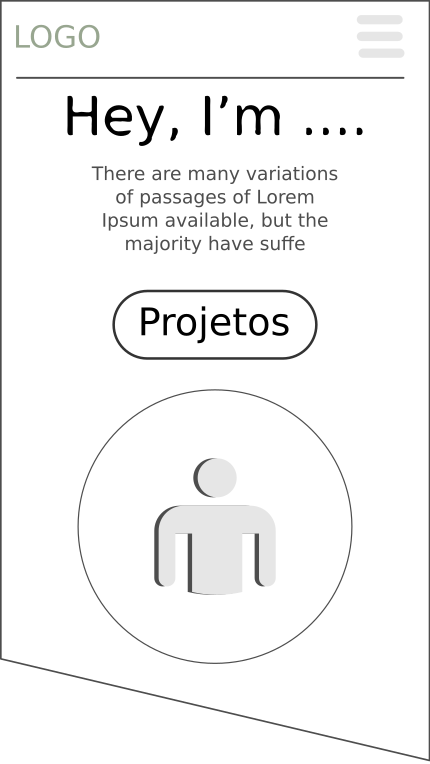 LOGO
Hey, I’m ....
There are many variations
of passages of Lorem
Ipsum available, but the
majority have suffe
Projetos